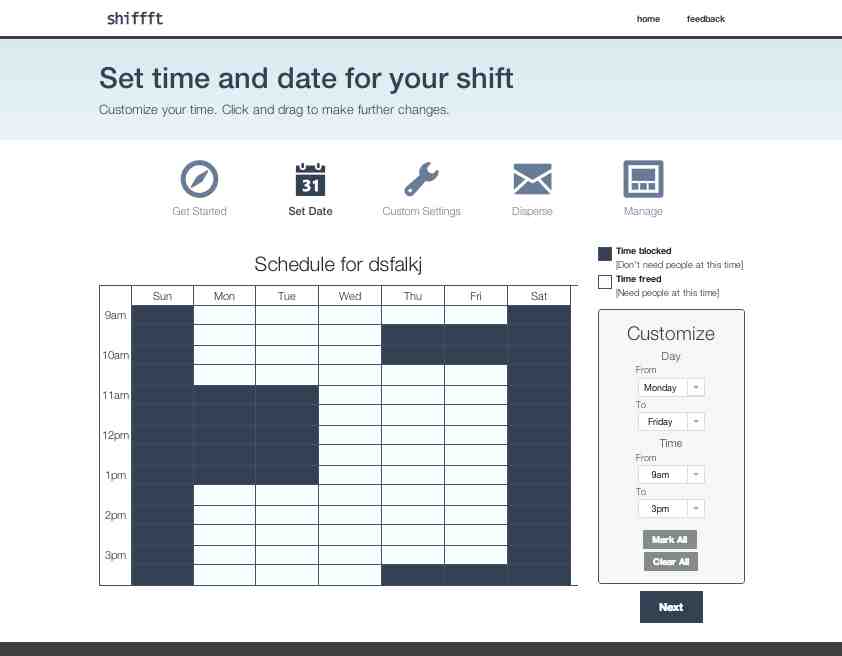 shiffft
home feedback
Set time and date for your shift
Customize your time. Click and drag to make further changes.
31
Get Started Set Date Custom Settings Disperse Manage
Schedule for dsfalkj
Sun Mon Tue Wed Thu Fri Sat
9am
10am
11am
12pm
1pm
2pm
3pm
Time blocked
[Don't need people at this time]
Time freed
[Need people at this time]
Customize
Day
From
Monday
To
Friday
Time
From
9am
To
3pm
Mark All
Clear All
Next